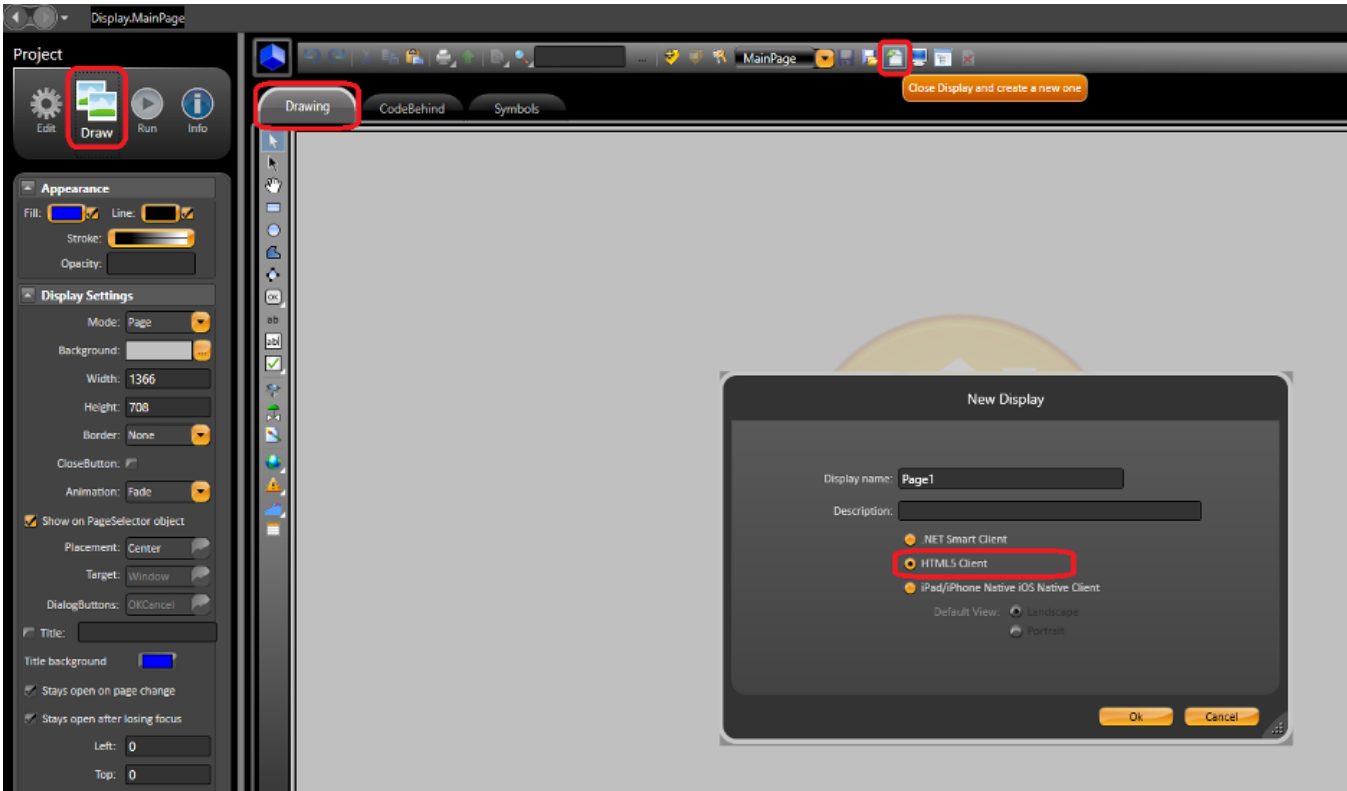 Display.MainPage
Project
Edit
Draw
Run
Info
MainPage
Close Display and create a new one
Drawing
CodeBehind
Symbols
Appearance
Fill:
Line:
Stroke:
Opacity:
Display Settings
Mode: Page
Background:
Width: 1366
Height: 708
Border: None
CloseButton:
Animation: Fade
Show on PageSelector object
Placement: Center
Target: Window
DialogButtons: OKCancel
Title:
Title background
Stays open on page change
Stays open after losing focus
Left: 0
Top: 0
OK
ab
ab
New Display
Display name: Page1
Description:
.NET Smart Client
HTML5 Client
iPad/iPhone Native iOS Native Client
Default View: Landscape
Portrait
Ok
Cancel